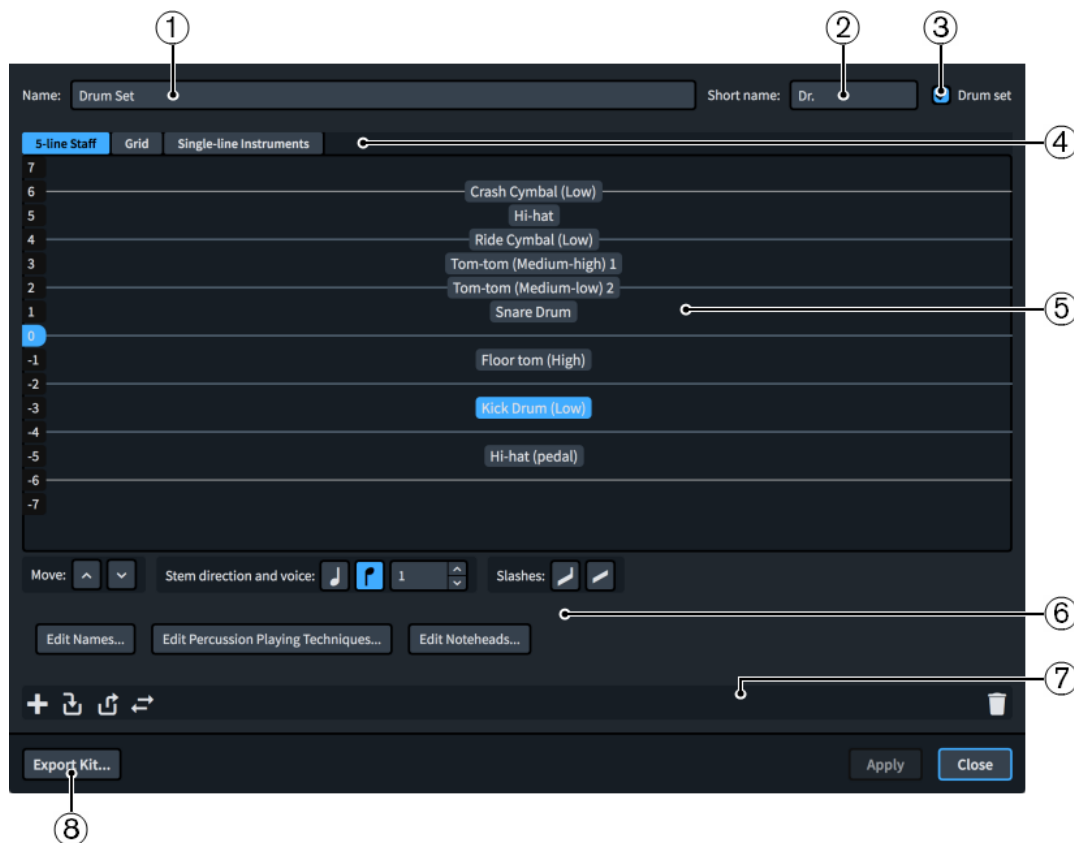 ① ② ③
Name: Drum Set Short name: Dr. Drum set
5-line Staff Grid Single-line Instruments ④
7
6 Crash Cymbal (Low)
5 Hi-hat
4 Ride Cymbal (Low)
3 Tom-tom (Medium-high) 1
2 Tom-tom (Medium-low) 2
1 Snare Drum ⑤
0
-1 Floor tom (High)
-2
-3 Kick Drum (Low)
-4
-5 Hi-hat (pedal)
-6
-7
Move: Stem direction and voice: 1 Slashes:
⑥
Edit Names... Edit Percussion Playing Techniques... Edit Noteheads...
⑦
Export Kit... Apply Close
⑧